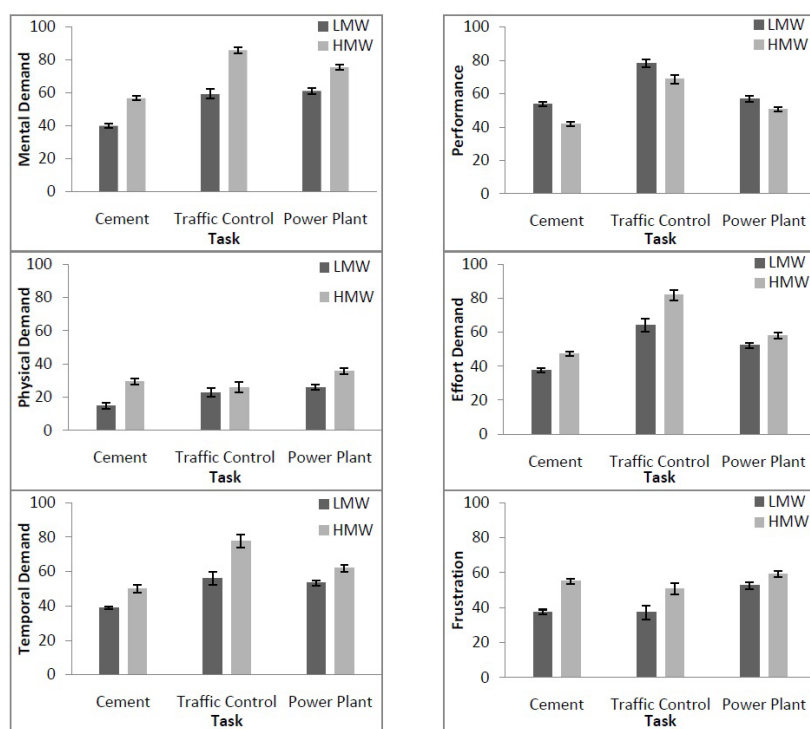 Mental Demand
100
80
60
40
20
0
LMW
HMW
Cement Traffic Control Power Plant
Task
Performance
100
80
60
40
20
0
LMW
HMW
Cement Traffic Control Power Plant
Task
Physical Demand
100
80
60
40
20
0
LMW
HMW
Cement Traffic Control Power Plant
Task
Effort Demand
100
80
60
40
20
0
LMW
HMW
Cement Traffic Control Power Plant
Task
Temporal Demand
100
80
60
40
20
0
LMW
HMW
Cement Traffic Control Power Plant
Task
Frustration
100
80
60
40
20
0
LMW
HMW
Cement Traffic Control Power Plant
Task